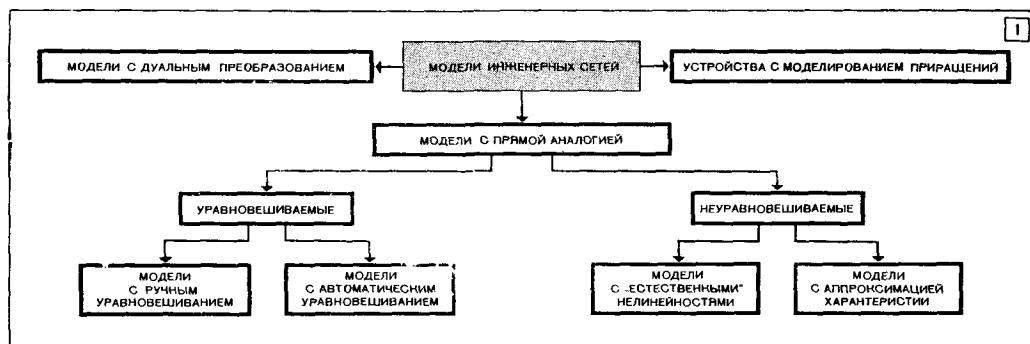 1
МОДЕЛИ С ДУАЛЬНЫМ ПРЕОБРАЗОВАНИЕМ
МОДЕЛИ ИНЖЕНЕРНЫХ СЕТЕЙ
УСТРОЙСТВА С МОДЕЛИРОВАНИЕМ ПРИРАЩЕНИЙ
МОДЕЛИ С ПРЯМОЙ АНАЛОГИЕЙ
УРАВНОВЕШИВАЕМЫЕ
НЕУРАВНОВЕШИВАЕМЫЕ
МОДЕЛИ
С РУЧНЫМ
УРАВНОВЕШИВАНИЕМ
МОДЕЛИ
С АВТОМАТИЧЕСКИМ
УРАВНОВЕШИВАНИЕМ
МОДЕЛИ
С „ЕСТЕСТВЕННЫМИ"
НЕЛИНЕЙНОСТЯМИ
МОДЕЛИ
С АППРОКСИМАЦИЕЙ
ХАРАКТЕРИСТИИ